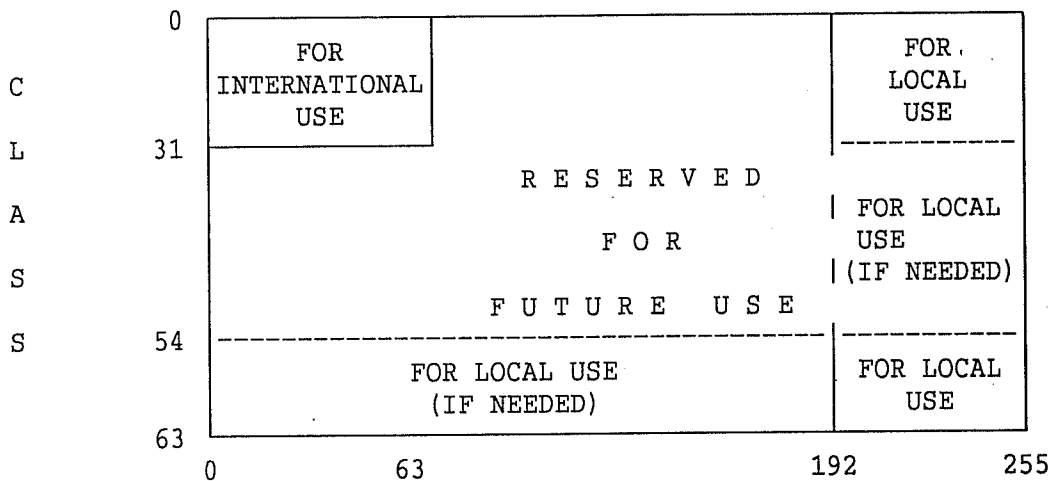 0
FOR
INTERNATIONAL
USE
FOR
LOCAL
USE
C
L
31
R E S E R V E D
A
FOR LOCAL
USE
(IF NEEDED)
F O R
S
F U T U R E U S E
S
54
FOR LOCAL USE
(IF NEEDED)
FOR LOCAL
USE
63
0 63 192 255